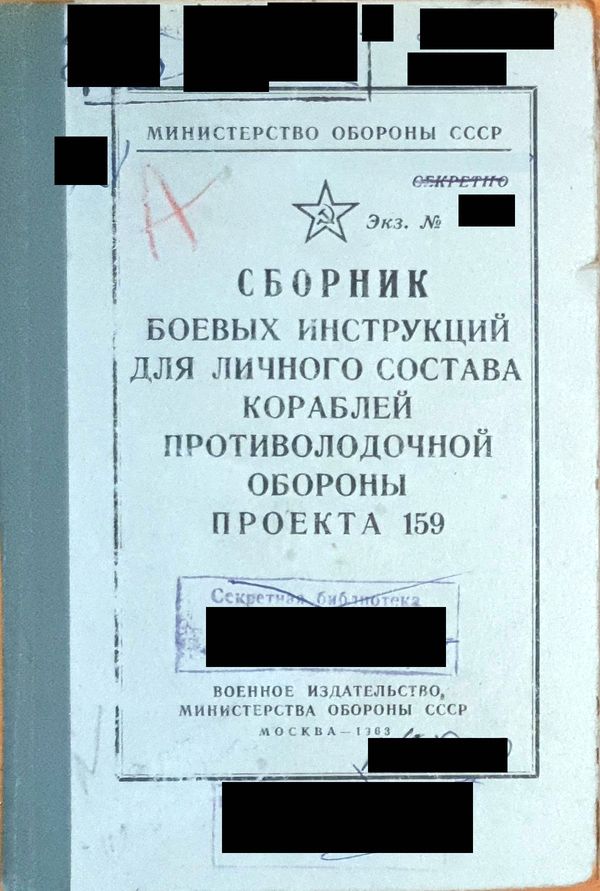 МИНИСТЕРСТВО ОБОРОНЫ СССР
СЕКРЕТНО
Экз. №
СБОРНИК
БОЕВЫХ ИНСТРУКЦИЙ
ДЛЯ ЛИЧНОГО СОСТАВА
КОРАБЛЕЙ
ПРОТИВОЛОДОЧНОЙ
ОБОРОНЫ
ПРОЕКТА 159
Секретная библиотека
ВОЕННОЕ ИЗДАТЕЛЬСТВО
МИНИСТЕРСТВА ОБОРОНЫ СССР
МОСКВА — 1963